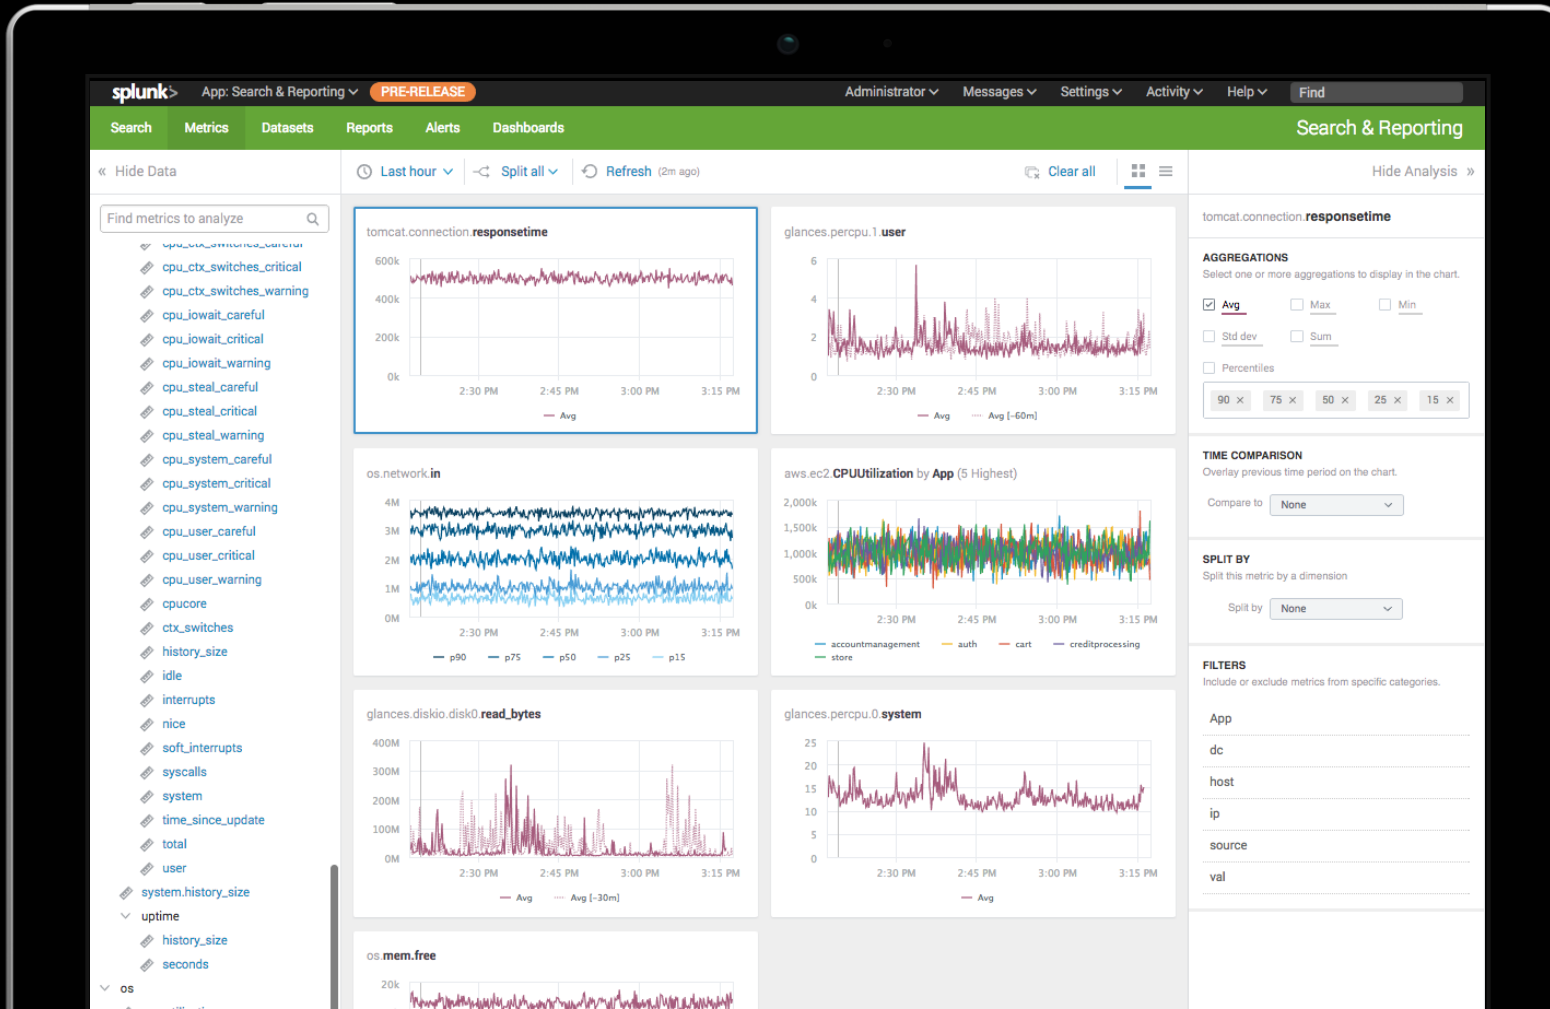 splunk> App: Search & Reporting PRE-RELEASE Administrator Messages Settings Activity Help Find
Search Metrics Datasets Reports Alerts Dashboards Search & Reporting
« Hide Data
Find metrics to analyze
cpu_ctx_switches_careful
cpu_ctx_switches_critical
cpu_ctx_switches_warning
cpu_iowait_careful
cpu_iowait_critical
cpu_iowait_warning
cpu_steal_careful
cpu_steal_critical
cpu_steal_warning
cpu_system_careful
cpu_system_critical
cpu_system_warning
cpu_user_careful
cpu_user_critical
cpu_user_warning
cpucore
ctx_switches
history_size
idle
interrupts
nice
soft_interrupts
syscalls
system
time_since_update
total
user
system.history_size
uptime
history_size
seconds
os
Last hour Split all Refresh (2m ago) Clear all
tomcat.connection.responsetime
600k
400k
200k
0k
2:30 PM 2:45 PM 3:00 PM 3:15 PM
Avg
glances.percpu.1.user
6
4
2
0
2:30 PM 2:45 PM 3:00 PM 3:15 PM
Avg Avg [-60m]
os.network.in
4M
3M
2M
1M
0M
2:30 PM 2:45 PM 3:00 PM 3:15 PM
p90 p75 p50 p25 p15
aws.ec2.CPUUtilization by App (5 Highest)
2,000k
1,500k
1,000k
500k
0k
2:30 PM 2:45 PM 3:00 PM 3:15 PM
accountmanagement auth cart creditprocessing
store
glances.diskio.disk0.read_bytes
400M
300M
200M
100M
0M
2:30 PM 2:45 PM 3:00 PM 3:15 PM
Avg Avg [-30m]
glances.percpu.0.system
25
20
15
10
5
0
2:30 PM 2:45 PM 3:00 PM 3:15 PM
Avg
os.mem.free
20k
Hide Analysis »
tomcat.connection.responsetime
AGGREGATIONS
Select one or more aggregations to display in the chart.
Avg Max Min
Std dev Sum
Percentiles
90 × 75 × 50 × 25 × 15 ×
TIME COMPARISON
Overlay previous time period on the chart.
Compare to None
SPLIT BY
Split this metric by a dimension
Split by None
FILTERS
Include or exclude metrics from specific categories.
App
dc
host
ip
source
val